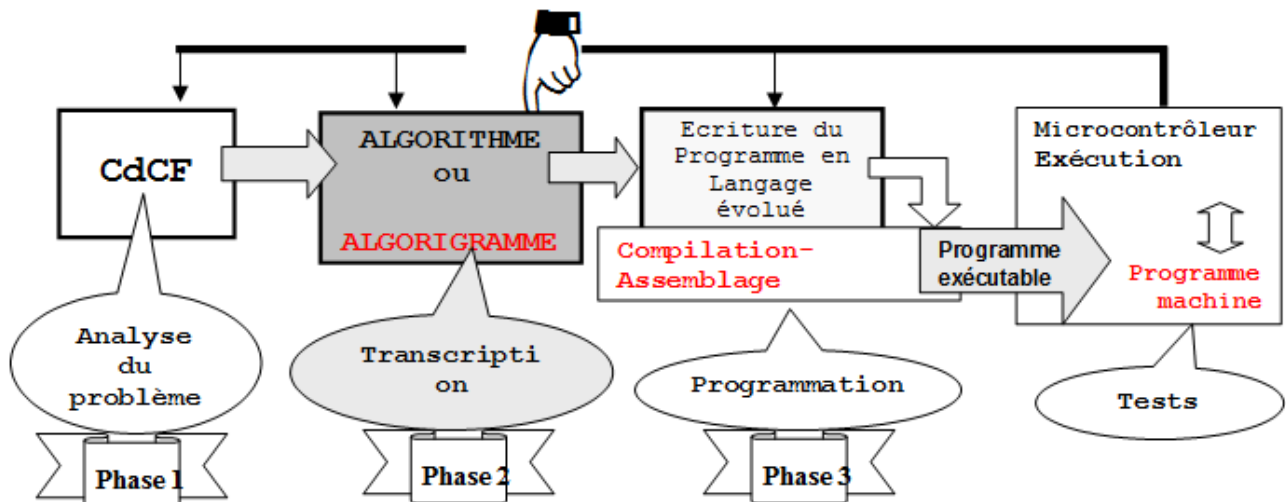 CdCF
ALGORITHME
ou
ALGORIGRAMME
Ecriture du
Programme en
Langage
évolué
Compilation-
Assemblage
Programme
exécutable
Microcontrôleur
Exécution
Programme
machine
Analyse
du
problème
Transcripti
on
Programmation
Tests
Phase 1
Phase 2
Phase 3